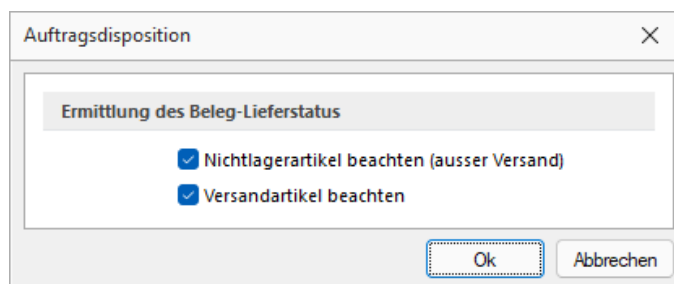 Auftragsdisposition
Ermittlung des Beleg-Lieferstatus
Nichtlagerartikel beachten (ausser Versand)
Versandartikel beachten
Ok Abbrechen